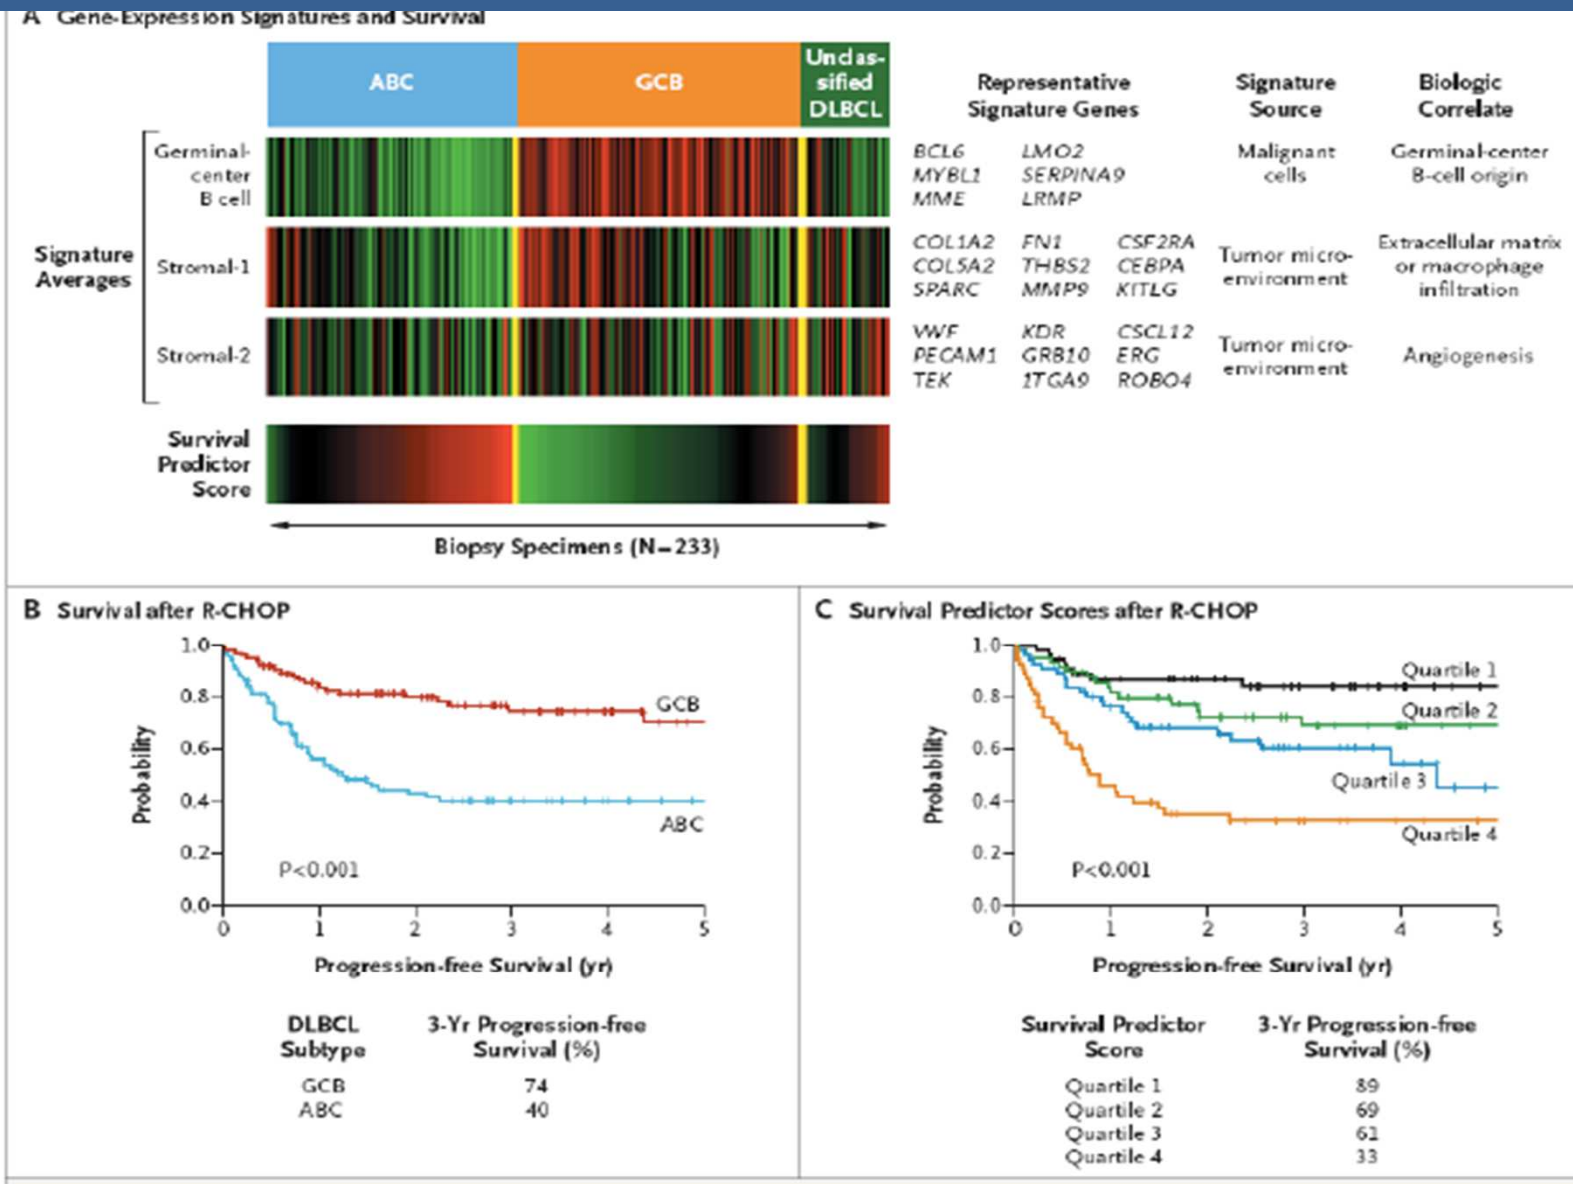 A Gene-Expression Signatures and Survival
ABC
GCB
Unclas-
sified
DLBCL
Representative
Signature Genes
Signature
Source
Biologic
Correlate
Signature
Averages
Germinal-
center
B cell
BCL6 LMO2
MYBL1 SERPINA9
MME LRMP
Malignant
cells
Germinal-center
B-cell origin
Stromal-1
COL1A2 FN1 CSF2RA
COL5A2 THBS2 CEBPA
SPARC MMP9 KITLG
Tumor micro-
environment
Extracellular matrix
or macrophage
infiltration
Stromal-2
VWF KDR CSCL12
PECAM1 GRB10 ERG
TEK ITGA9 ROBO4
Tumor micro-
environment
Angiogenesis
Survival
Predictor
Score
Biopsy Specimens (N=233)
B Survival after R-CHOP
Probability
1.0
0.8
0.6
0.4
0.2
0.0
GCB
ABC
P<0.001
0 1 2 3 4 5
Progression-free Survival (yr)
DLBCL
Subtype
3-Yr Progression-free
Survival (%)
GCB 74
ABC 40
C Survival Predictor Scores after R-CHOP
Probability
1.0
0.8
0.6
0.4
0.2
0.0
Quartile 1
Quartile 2
Quartile 3
Quartile 4
P<0.001
0 1 2 3 4 5
Progression-free Survival (yr)
Survival Predictor
Score
3-Yr Progression-free
Survival (%)
Quartile 1 89
Quartile 2 69
Quartile 3 61
Quartile 4 33